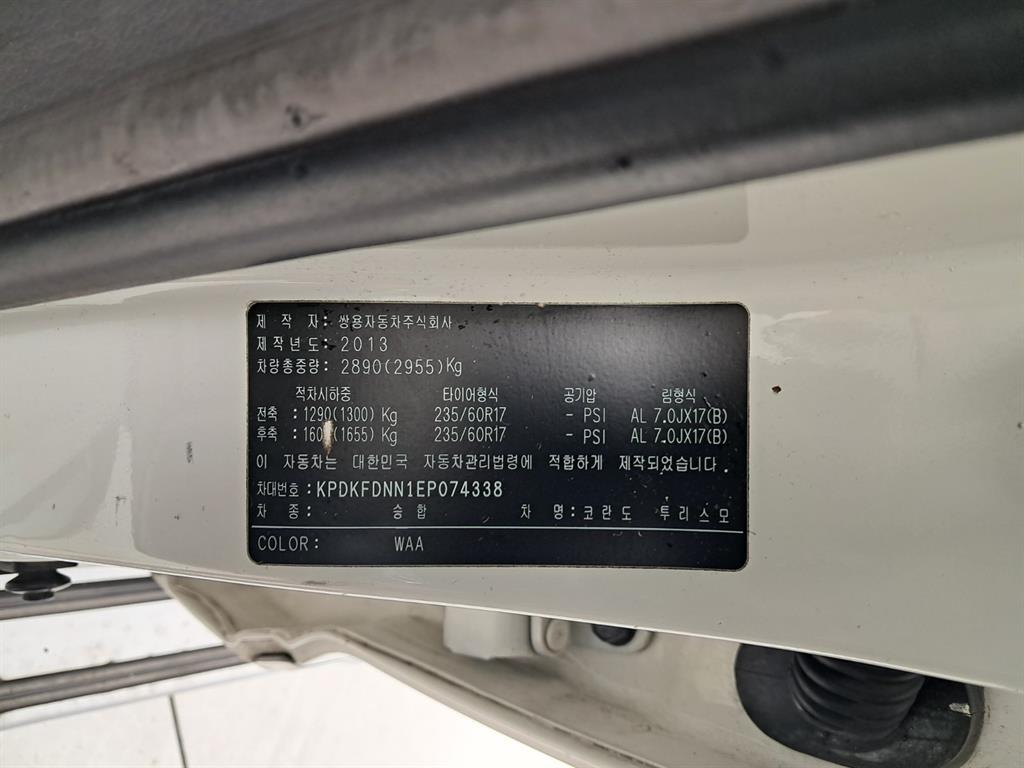 제 작 자: 쌍용자동차주식회사
제작년도: 2013
차량총중량: 2890(2955)Kg
적차시하중 타이어형식 공기압 림형식
전축 : 1290(1300) Kg 235/60R17 - PSI AL 7.0JX17(B)
후축 : (1655) Kg 235/60R17 - PSI AL 7.0JX17(B)
이 자동차는 대한민국 자동차관리법령에 적합하게 제작되었습니다.
차대번호: KPDKFDNN1EP074338
차 종: 승 합 차 명: 코란도 투리스모
COLOR: WAA